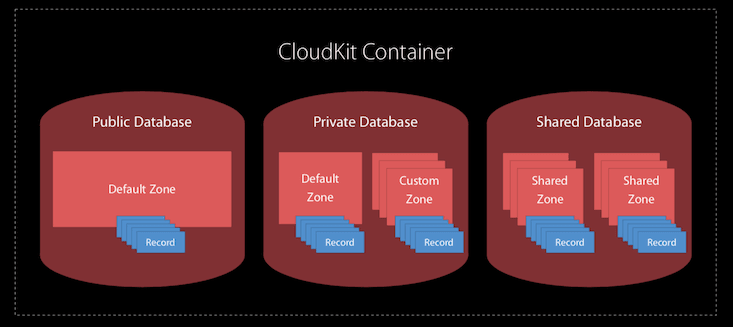 CloudKit Container
Public Database
Private Database
Shared Database
Default Zone
Default
Zone
Custom
Zone
Shared
Zone
Shared
Zone
Record
Record
Record
Record
Record